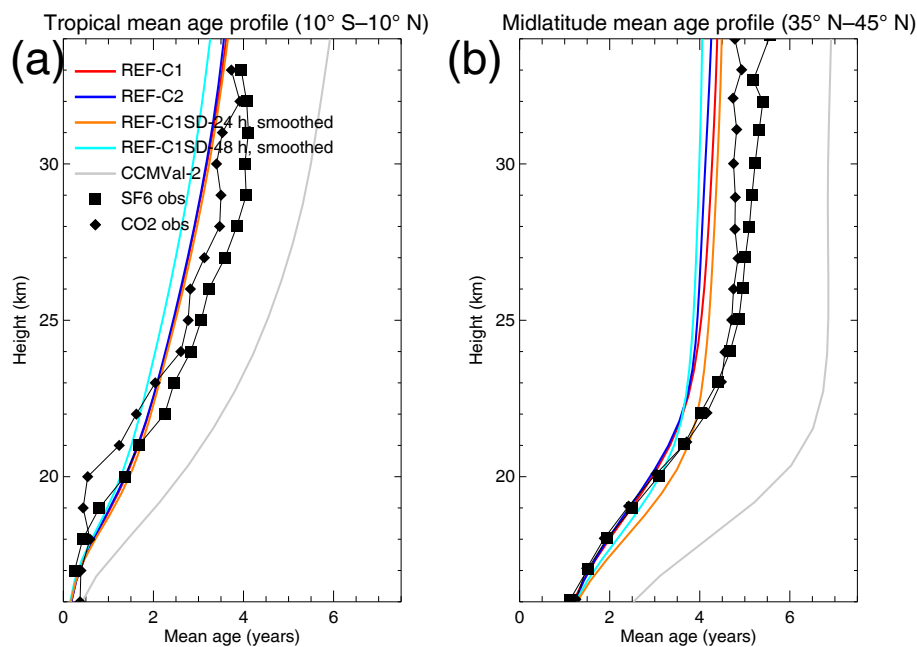 Tropical mean age profile (10° S–10° N)
(a)
REF-C1
REF-C2
REF-C1SD-24 h, smoothed
REF-C1SD-48 h, smoothed
CCMVal-2
SF6 obs
CO2 obs
30
25
20
Height (km)
0 2 4 6
Mean age (years)
Midlatitude mean age profile (35° N–45° N)
(b)
30
25
20
Height (km)
0 2 4 6
Mean age (years)